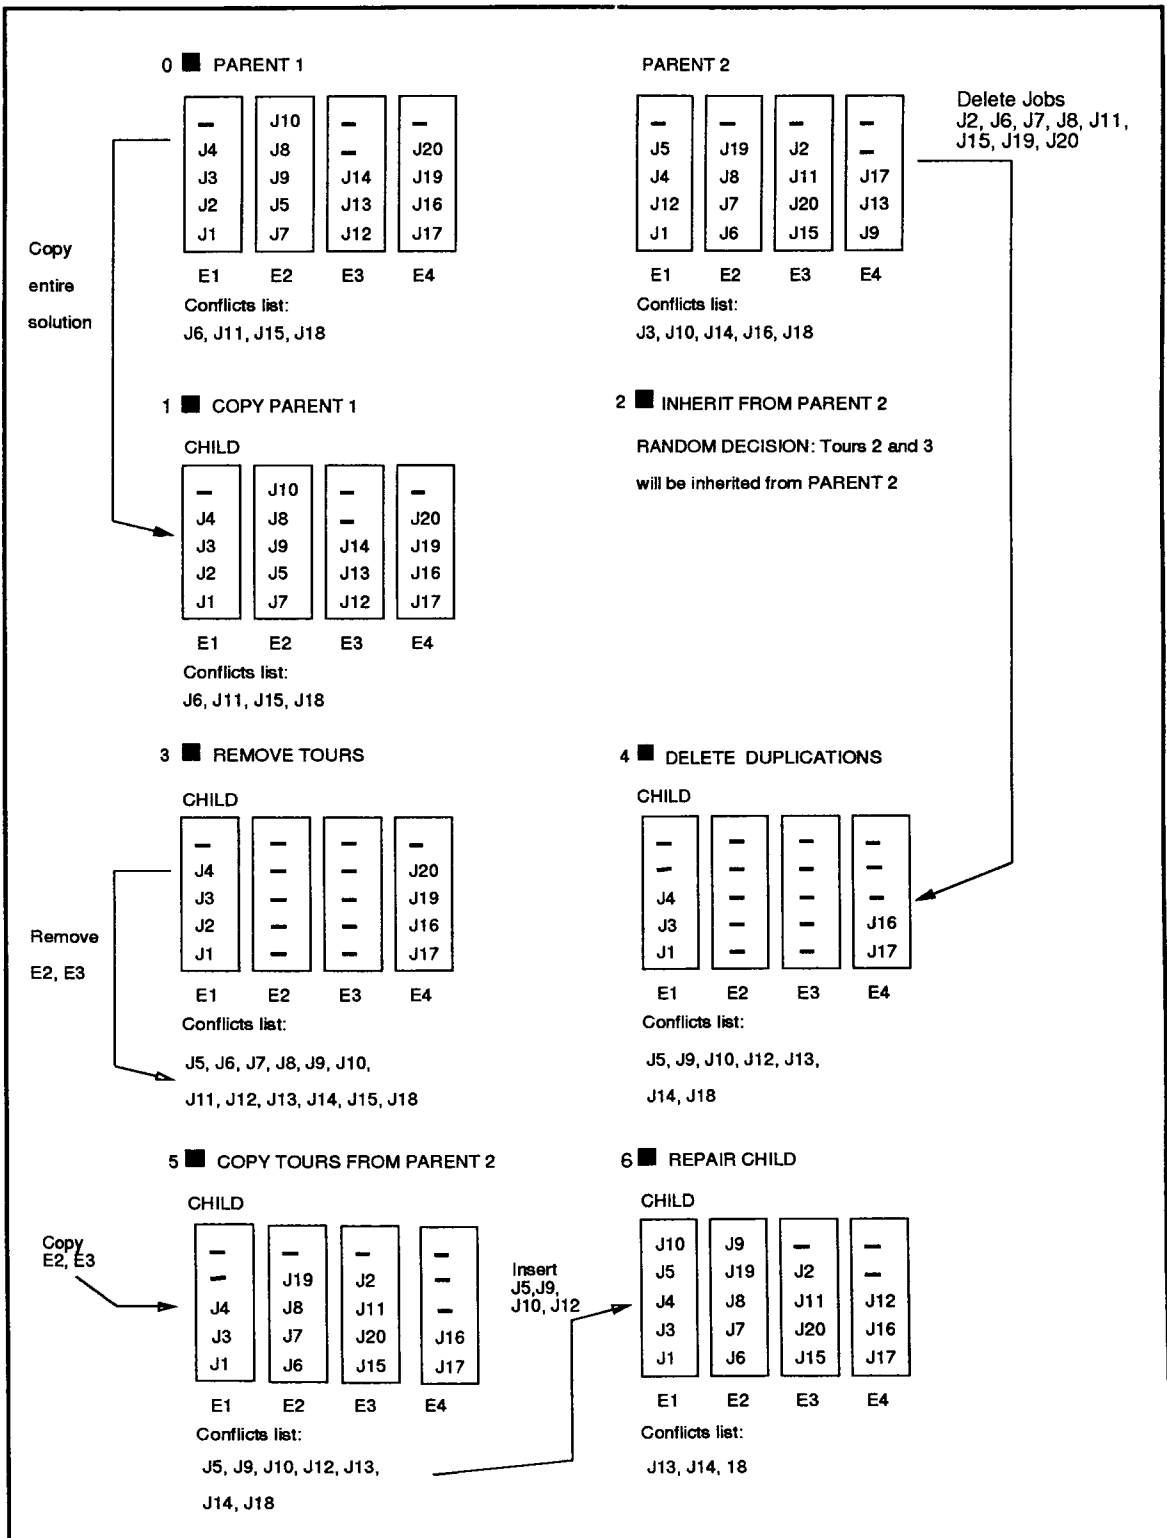 0 ■ PARENT 1
– J10 – –
J4 J8 – J20
J3 J9 J14 J19
J2 J5 J13 J16
J1 J7 J12 J17
E1 E2 E3 E4
Conflicts list:
J6, J11, J15, J18
PARENT 2
– – – –
J5 J19 J2 –
J4 J8 J11 J17
J12 J7 J20 J13
J1 J6 J15 J9
E1 E2 E3 E4
Conflicts list:
J3, J10, J14, J16, J18
Delete Jobs
J2, J6, J7, J8, J11,
J15, J19, J20
Copy
entire
solution
1 ■ COPY PARENT 1
CHILD
– J10 – –
J4 J8 – J20
J3 J9 J14 J19
J2 J5 J13 J16
J1 J7 J12 J17
E1 E2 E3 E4
Conflicts list:
J6, J11, J15, J18
2 ■ INHERIT FROM PARENT 2
RANDOM DECISION: Tours 2 and 3
will be inherited from PARENT 2
3 ■ REMOVE TOURS
CHILD
– – – –
J4 – – J20
J3 – – J19
J2 – – J16
J1 – – J17
E1 E2 E3 E4
Conflicts list:
J5, J6, J7, J8, J9, J10,
J11, J12, J13, J14, J15, J18
Remove
E2, E3
4 ■ DELETE DUPLICATIONS
CHILD
– – – –
– – – –
J4 – – –
J3 – – J16
J1 – – J17
E1 E2 E3 E4
Conflicts list:
J5, J9, J10, J12, J13,
J14, J18
5 ■ COPY TOURS FROM PARENT 2
CHILD
– – – –
– J19 J2 –
J4 J8 J11 –
J3 J7 J20 J16
J1 J6 J15 J17
E1 E2 E3 E4
Conflicts list:
J5, J9, J10, J12, J13,
J14, J18
Copy
E2, E3
Insert
J5,J9,
J10, J12
6 ■ REPAIR CHILD
CHILD
J10 J9 – –
J5 J19 J2 –
J4 J8 J11 J12
J3 J7 J20 J16
J1 J6 J15 J17
E1 E2 E3 E4
Conflicts list:
J13, J14, 18